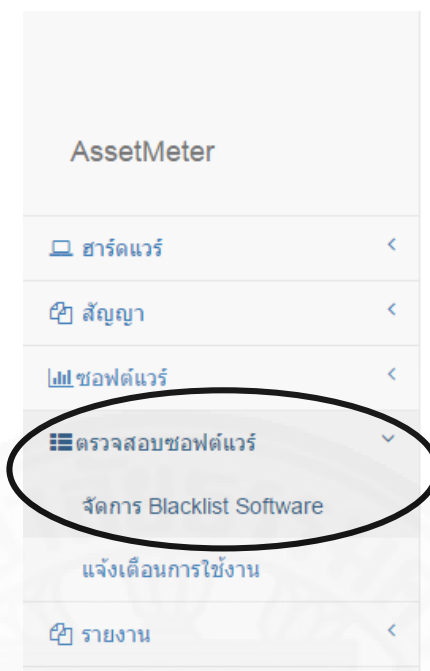 AssetMeter
ฮาร์ดแวร์
สัญญา
ซอฟต์แวร์
ตรวจสอบซอฟต์แวร์
จัดการ Blacklist Software
แจ้งเตือนการใช้งาน
รายงาน